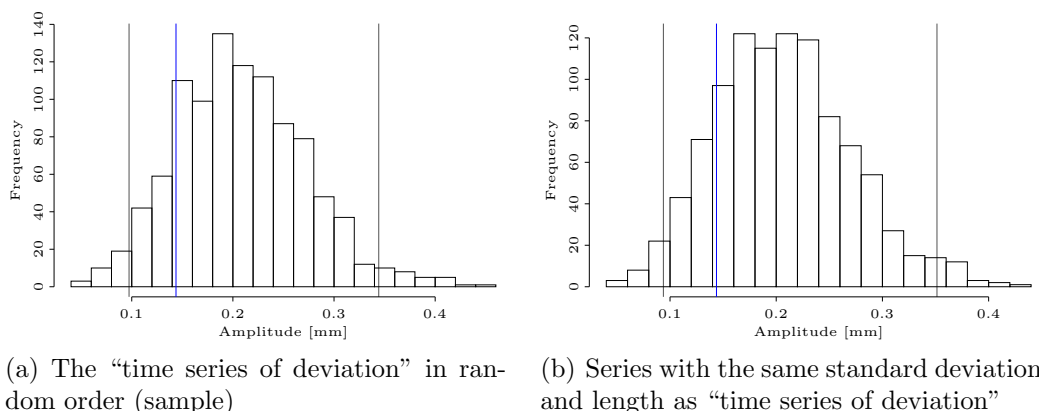 0 20 40 60 80 100 120 140
Frequency
0.1 0.2 0.3 0.4
Amplitude [mm]
0 20 40 60 80 100 120
Frequency
0.1 0.2 0.3 0.4
Amplitude [mm]
(a) The “time series of deviation” in ran-
dom order (sample)
(b) Series with the same standard deviation
and length as “time series of deviation”